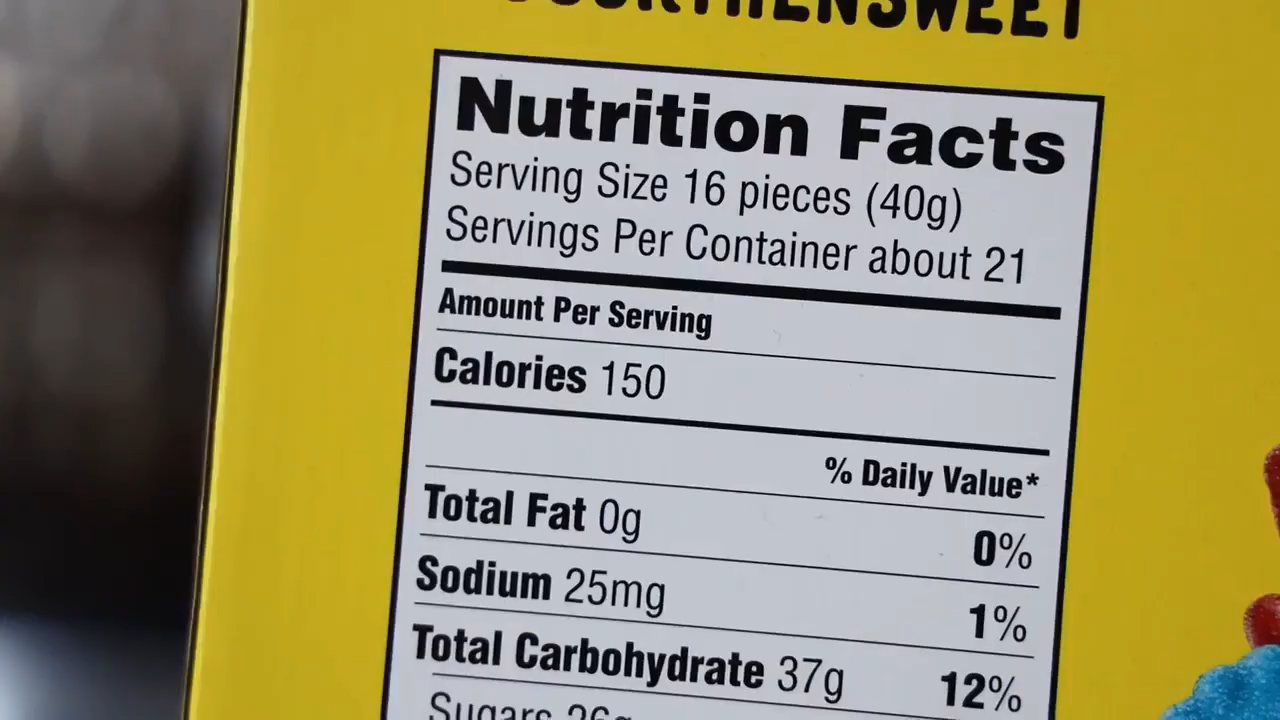 Nutrition Facts
Serving Size 16 pieces (40g)
Servings Per Container about 21
Amount Per Serving
Calories 150
% Daily Value*
Total Fat 0g 0%
Sodium 25mg 1%
Total Carbohydrate 37g 12%
Sugars